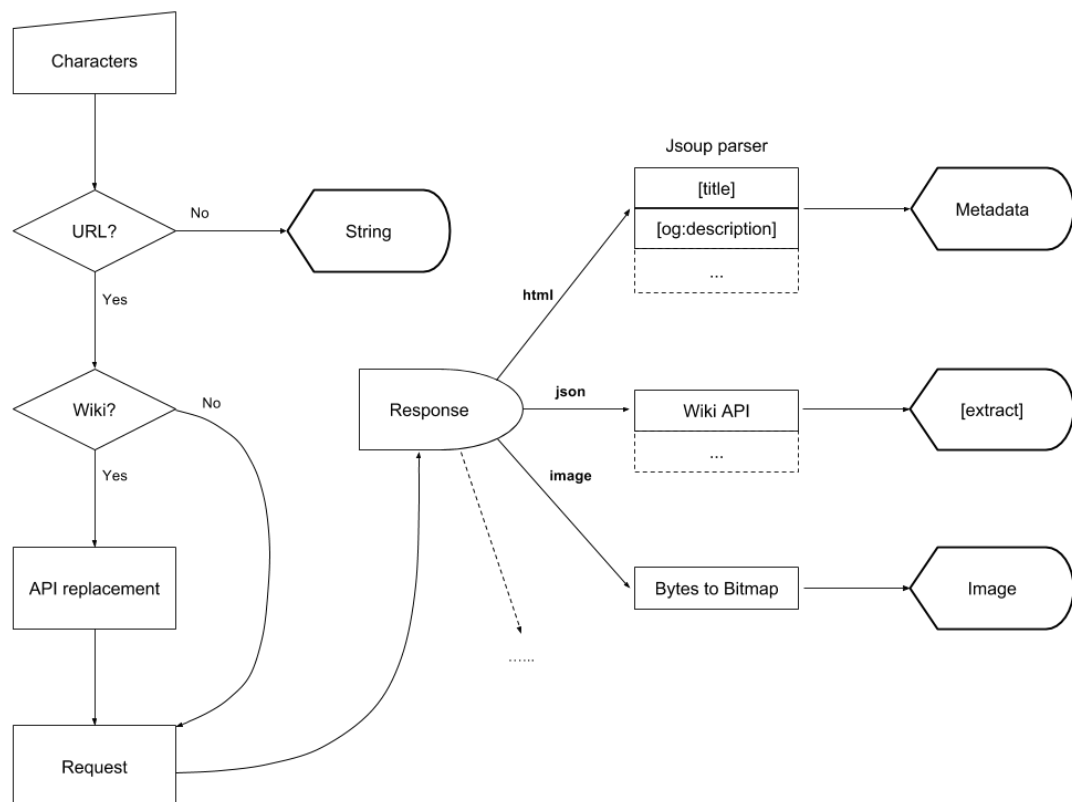 Characters
URL?
No
String
Yes
Wiki?
No
Yes
API replacement
Request
Response
html
json
image
......
Jsoup parser
[title]
[og:description]
...
Metadata
Wiki API
...
[extract]
Bytes to Bitmap
Image